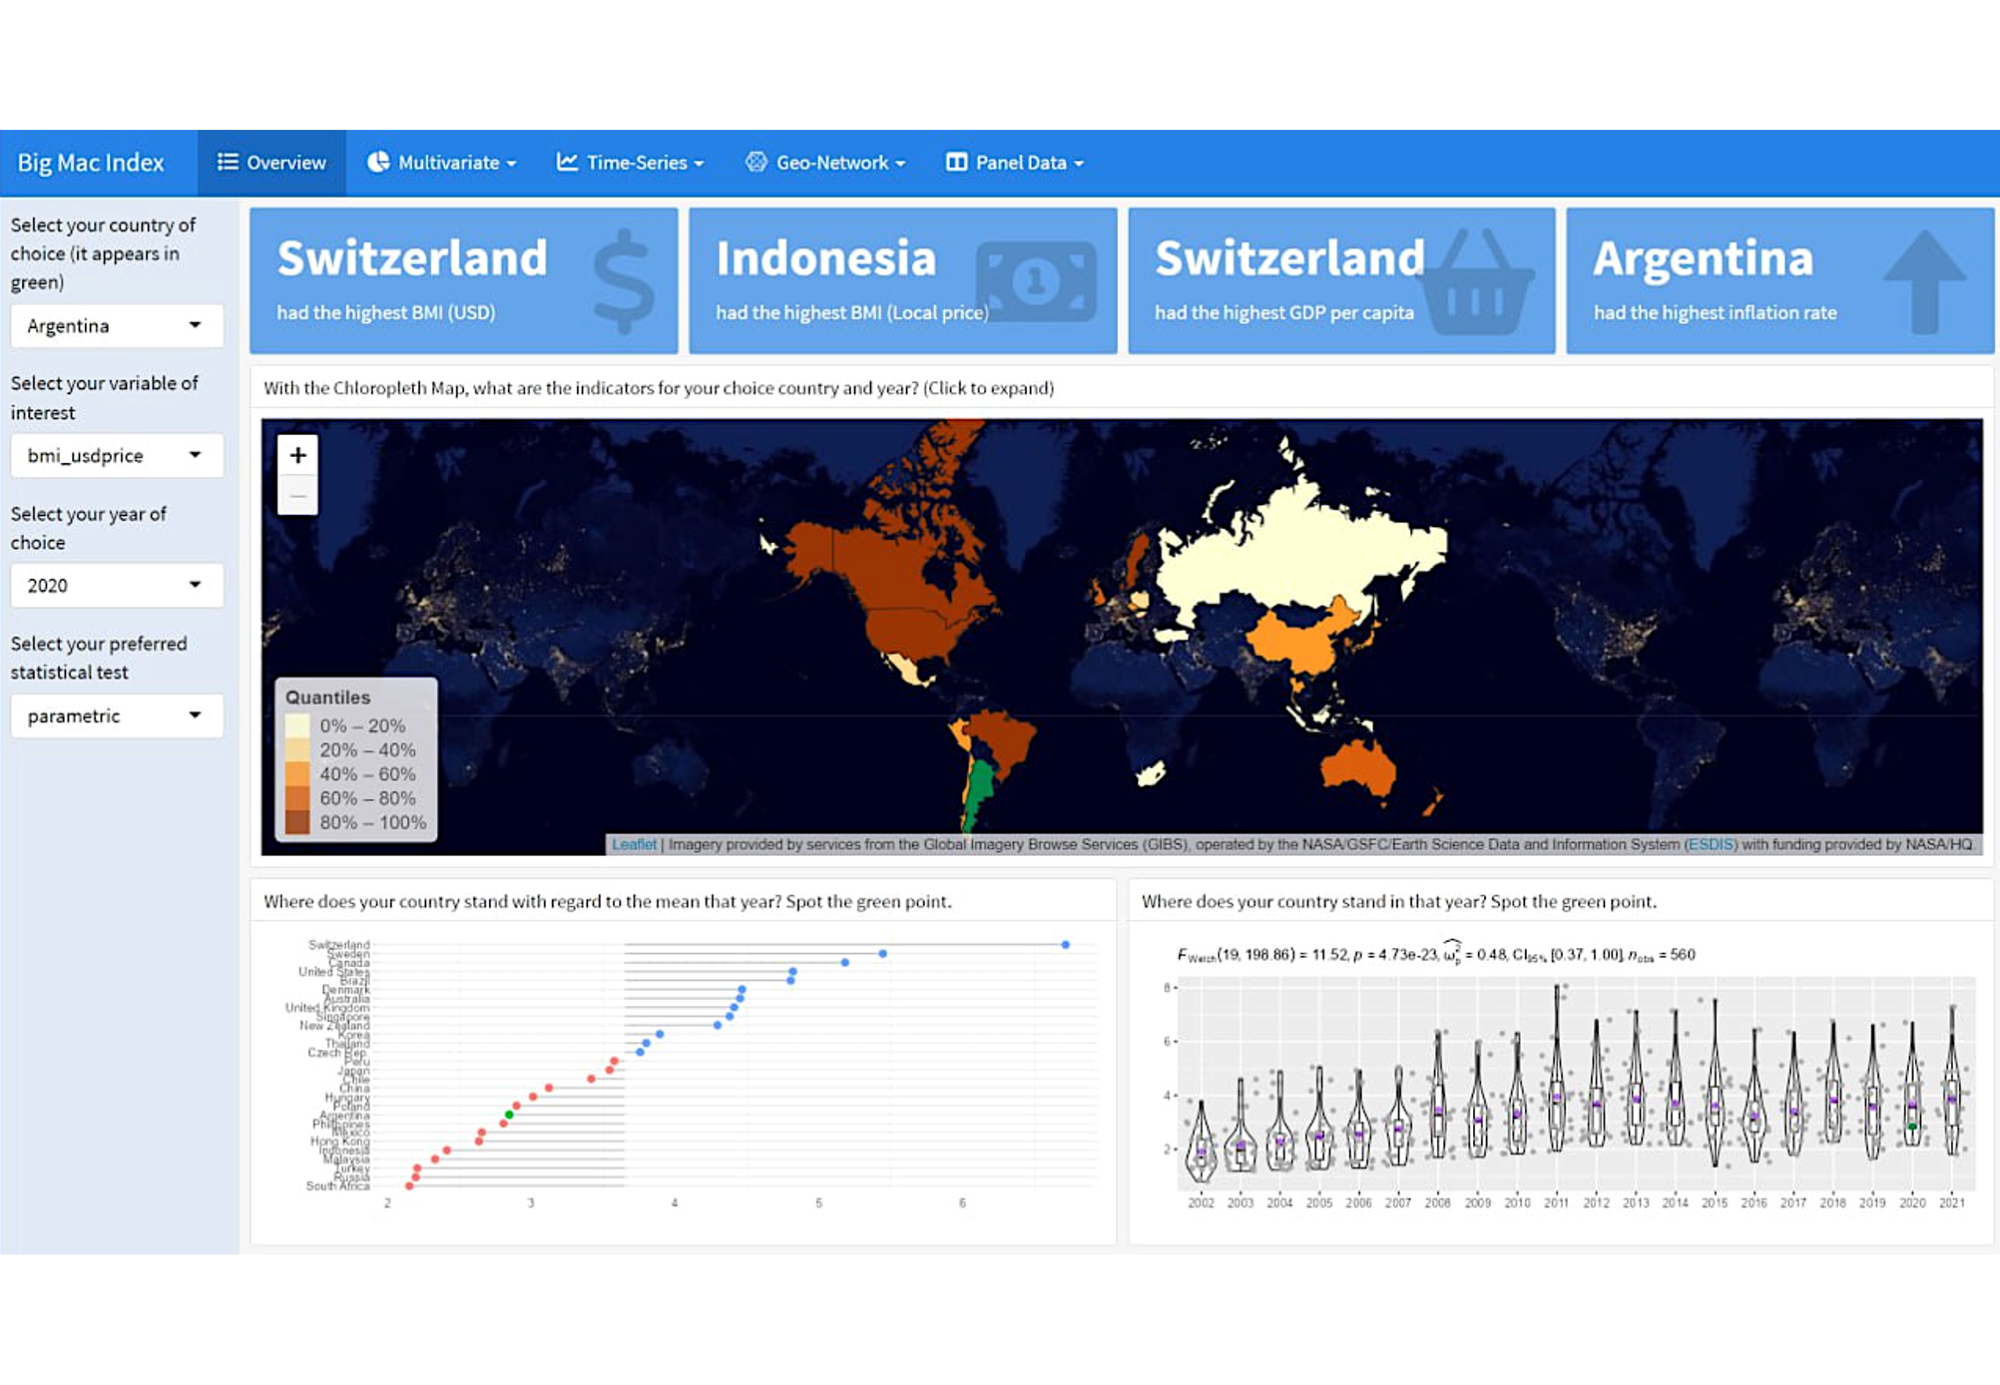 Big Mac Index
Overview
Multivariate
Time-Series
Geo-Network
Panel Data
Select your country of
choice (it appears in
green)
Argentina
Select your variable of
interest
bmi_usdprice
Select your year of
choice
2020
Select your preferred
statistical test
parametric
Switzerland
had the highest BMI (USD)
Indonesia
had the highest BMI (Local price)
1
Switzerland
had the highest GDP per capita
Argentina
had the highest inflation rate
With the Chloropleth Map, what are the indicators for your choice country and year? (Click to expand)
+
−
Quantiles
0% – 20%
20% – 40%
40% – 60%
60% – 80%
80% – 100%
Leaflet | Imagery provided by services from the Global Imagery Browse Services (GIBS), operated by the NASA/GSFC/Earth Science Data and Information System (ESDIS) with funding provided by NASA/HQ.
Where does your country stand with regard to the mean that year? Spot the green point.
Switzerland
Sweden
Canada
United States
Brazil
Denmark
Australia
United Kingdom
Singapore
New Zealand
Korea
Thailand
Czech Rep.
Peru
Japan
Chile
China
Hungary
Poland
Argentina
Philippines
Mexico
Hong Kong
Indonesia
Malaysia
Turkey
Russia
South Africa
2 3 4 5 6
Where does your country stand in that year? Spot the green point.
F Welch (19, 198.86) = 11.52, p = 4.73e-23, ω̂²p = 0.48, CI95% [0.37, 1.00], nobs = 560
8
6
4
2
2002 2003 2004 2005 2006 2007 2008 2009 2010 2011 2012 2013 2014 2015 2016 2017 2018 2019 2020 2021